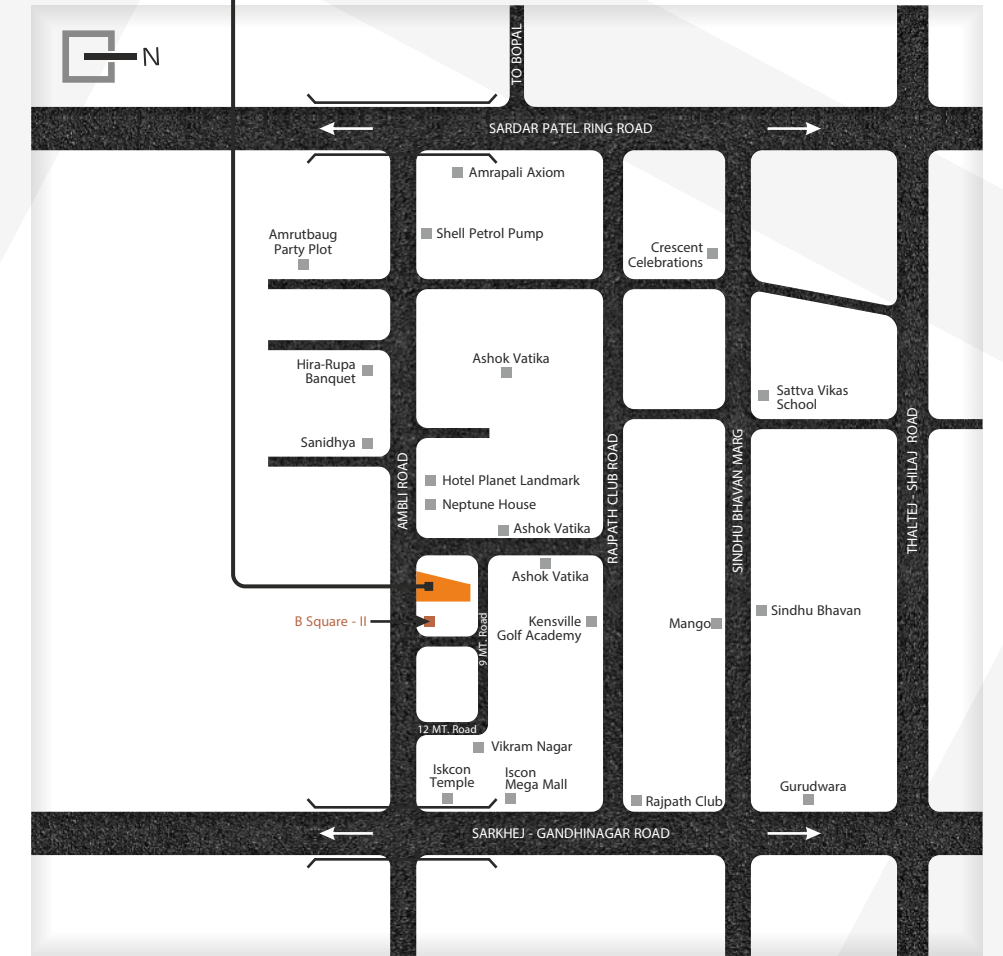 N
TO BOPAL
SARDAR PATEL RING ROAD
Amrapali Axiom
Amrutbaug
Party Plot
Shell Petrol Pump
Crescent
Celebrations
Hira-Rupa
Banquet
Ashok Vatika
Sattva Vikas
School
Sanidhya
AMBLI ROAD
RAJPATH CLUB ROAD
SINDHU BHAVAN MARG
THALTEJ - SHILAJ ROAD
Hotel Planet Landmark
Neptune House
Ashok Vatika
Ashok Vatika
B Square - II
9 MT. Road
Kensville
Golf Academy
Mango
Sindhu Bhavan
12 MT. Road
Vikram Nagar
Iskcon
Temple
Iscon
Mega Mall
Rajpath Club
Gurudwara
SARKHEJ - GANDHINAGAR ROAD